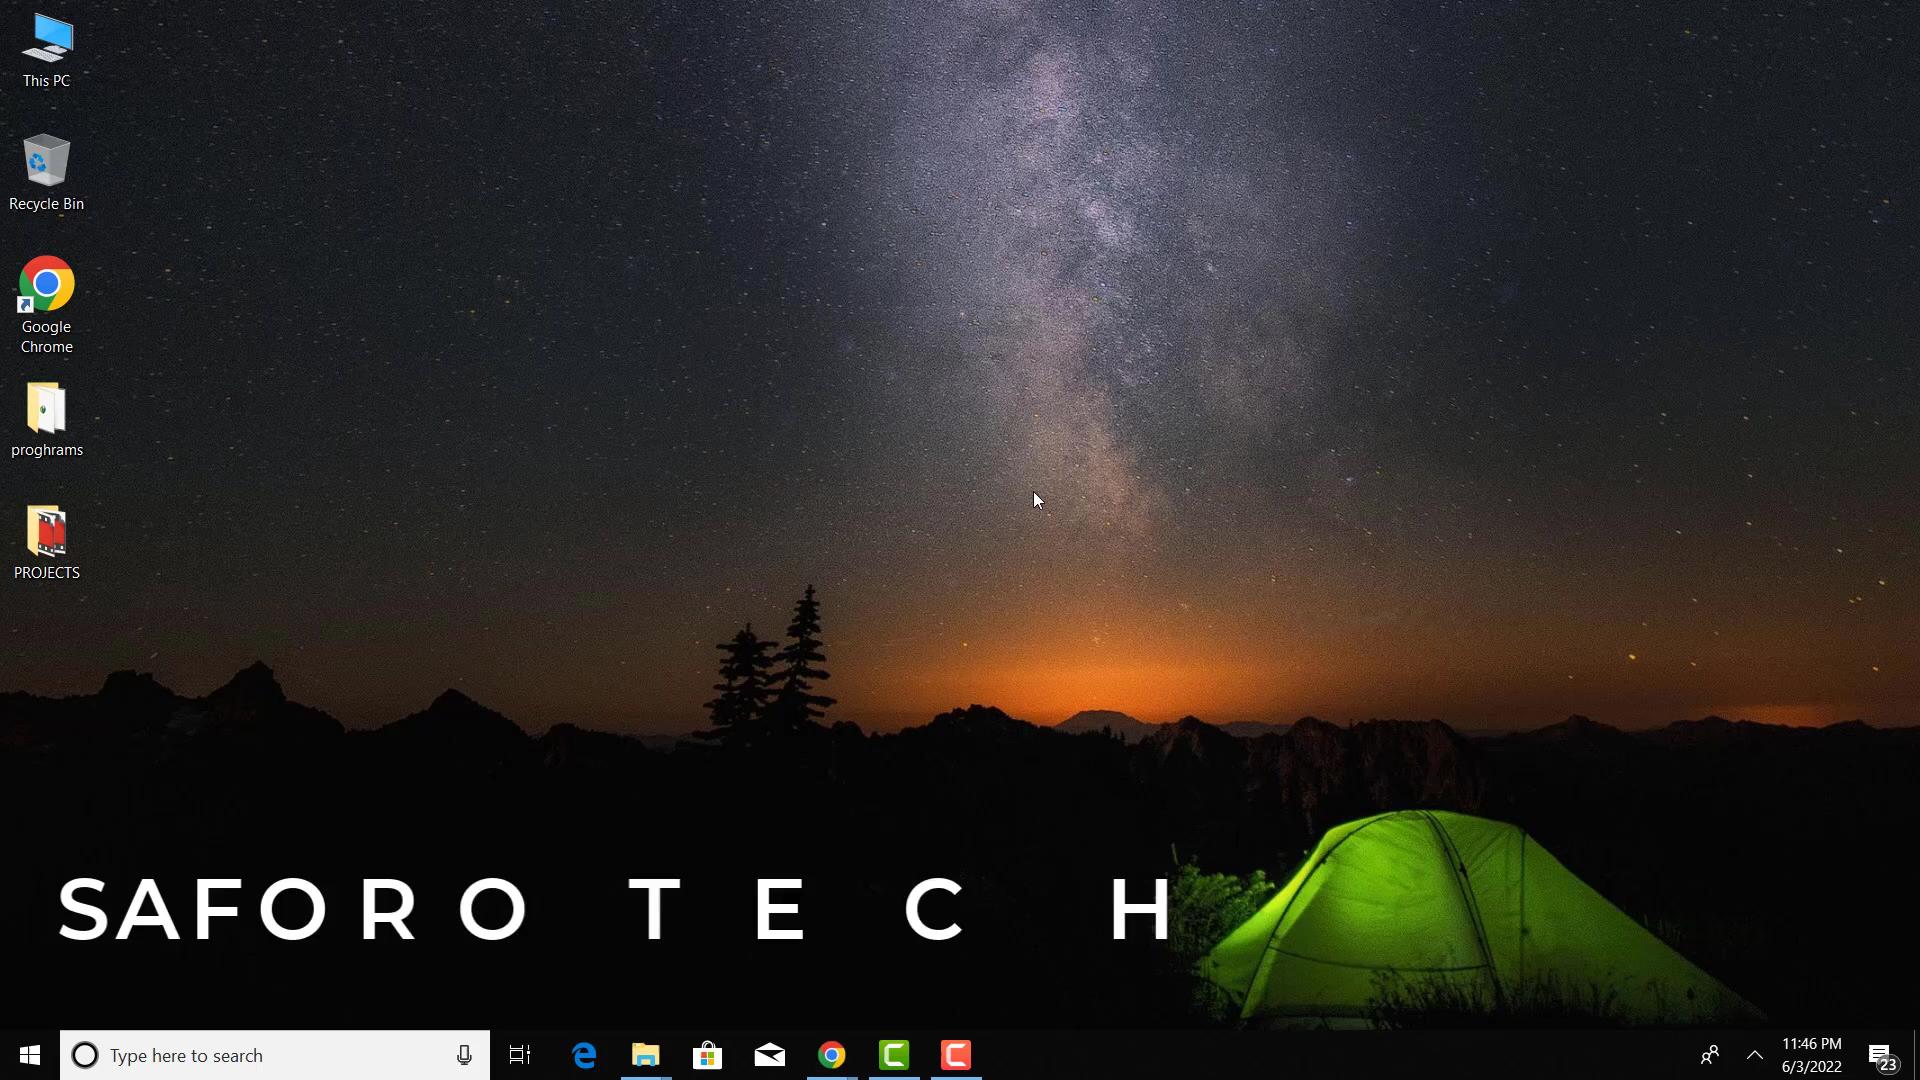 This PC
Recycle Bin
Google
Chrome
proghrams
PROJECTS
SAFORO TECH
Type here to search
11:46 PM
6/3/2022
23